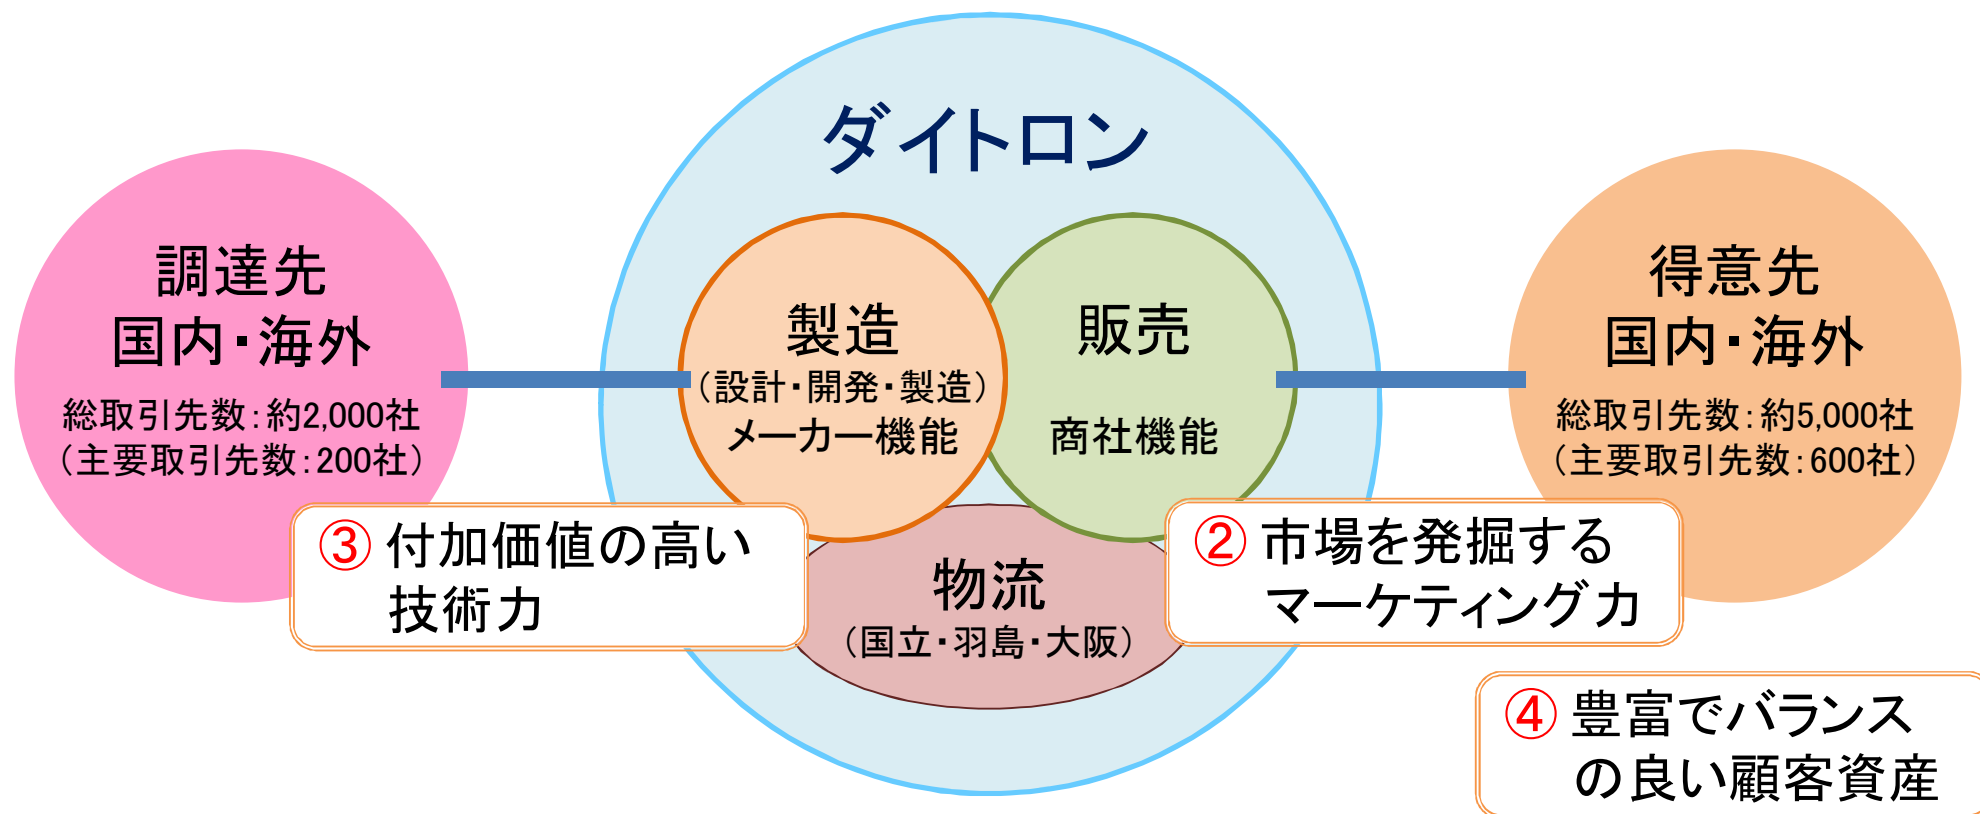 ダイトロン
調達先
国内・海外
総取引先数：約2,000社
（主要取引先数：200社）
製造
（設計・開発・製造）
メーカー機能
販売
商社機能
得意先
国内・海外
総取引先数：約5,000社
（主要取引先数：600社）
③ 付加価値の高い
技術力
物流
（国立・羽島・大阪）
② 市場を発掘する
マーケティング力
④ 豊富でバランス
の良い顧客資産